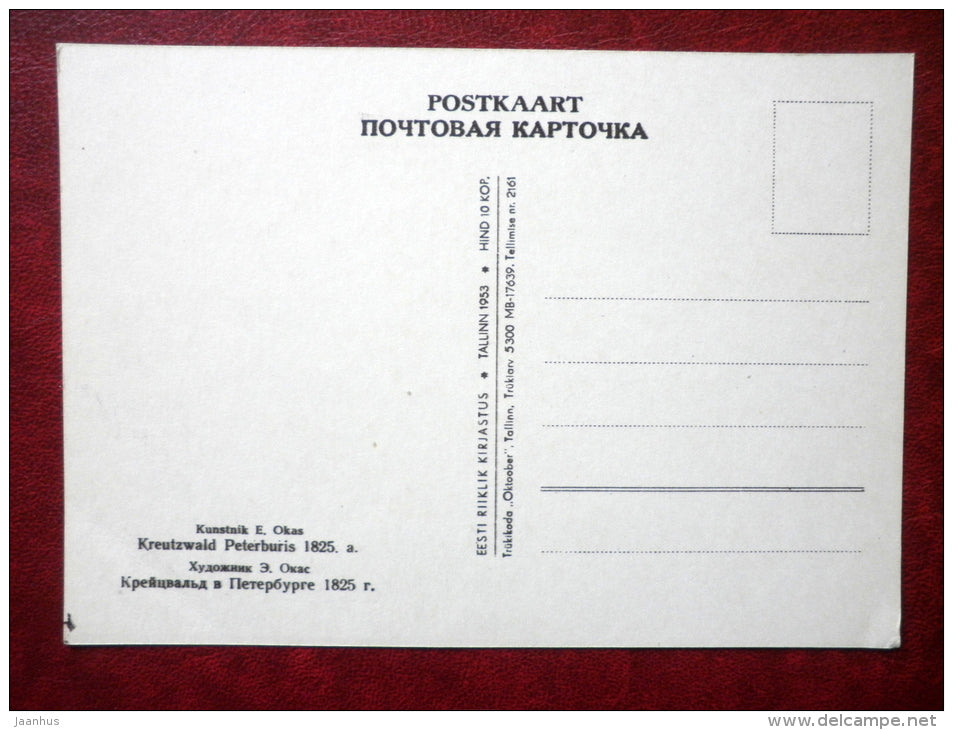 POSTKAART
ПОЧТОВАЯ КАРТОЧКА
EESTI RIIKLIK KIRJASTUS * TALLINN 1953 * HIND 10 KOP.
Trükikoda „Oktoober", Tallinn, Trükiarv 5300 MB-17639. Tellimise nr. 2161
Kunstnik E. Okas
Kreutzwald Peterburis 1825. a.
Художник Э. Окас
Крейцвальд в Петербурге 1825 г.
jaanhus
delcampe.net